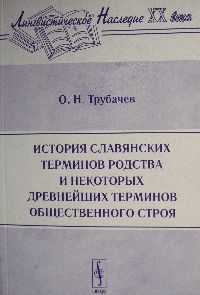 Лингвистическое Наследие XX века
О. Н. Трубачев
ИСТОРИЯ СЛАВЯНСКИХ
ТЕРМИНОВ РОДСТВА
И НЕКОТОРЫХ
ДРЕВНЕЙШИХ ТЕРМИНОВ
ОБЩЕСТВЕННОГО СТРОЯ